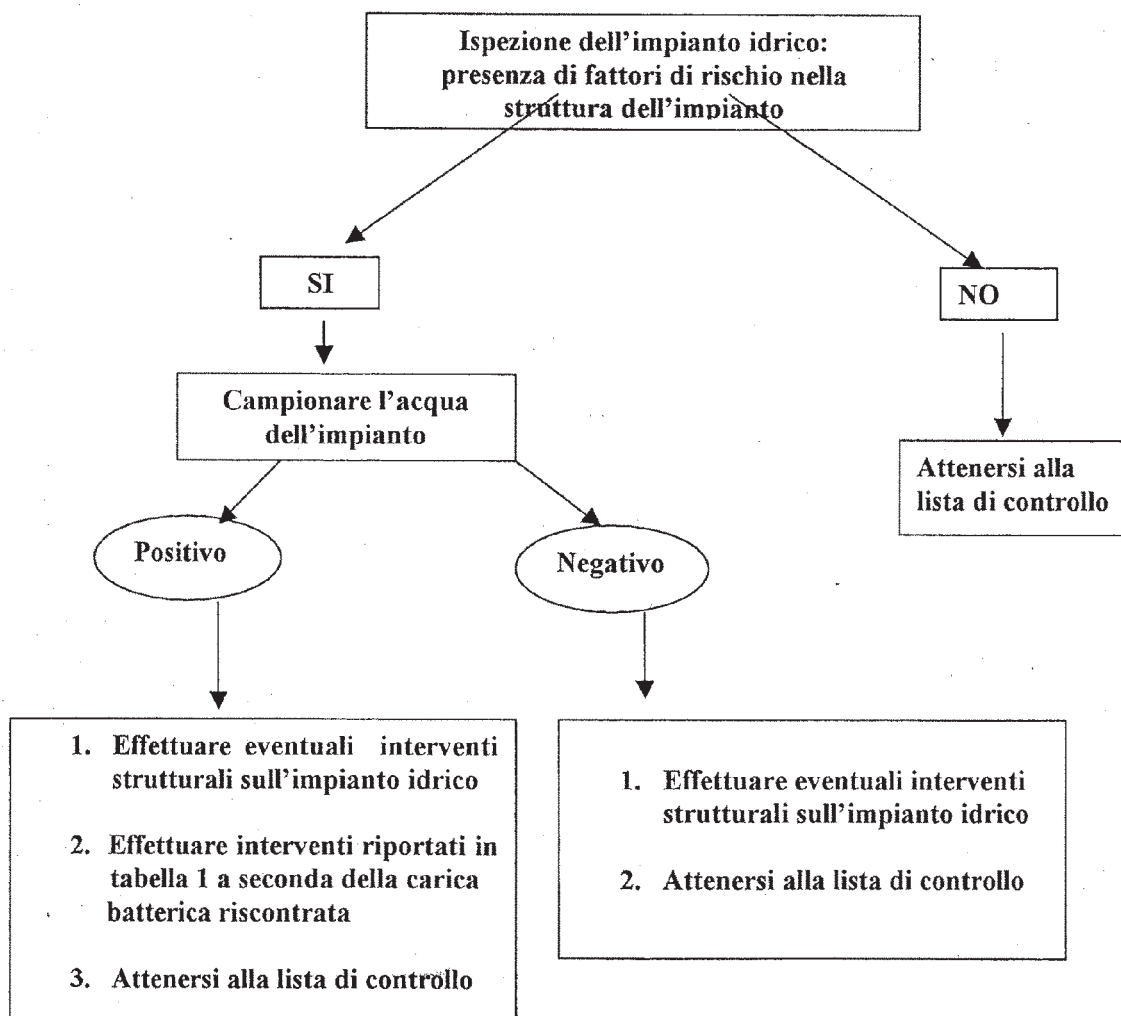 Ispezione dell'impianto idrico:
presenza di fattori di rischio nella
struttura dell'impianto
SI
NO
Campionare l'acqua
dell'impianto
Attenersi alla
lista di controllo
Positivo
Negativo
1. Effettuare eventuali interventi
strutturali sull'impianto idrico
2. Effettuare interventi riportati in
tabella 1 a seconda della carica
batterica riscontrata
3. Attenersi alla lista di controllo
1. Effettuare eventuali interventi
strutturali sull'impianto idrico
2. Attenersi alla lista di controllo